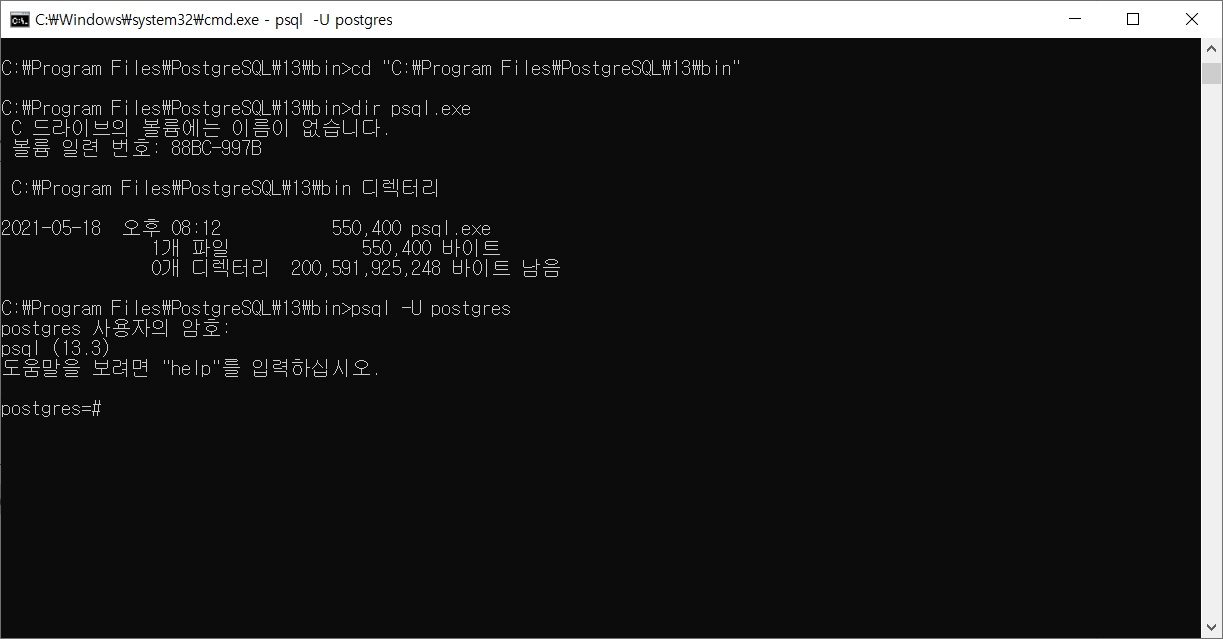 C:₩Windows₩system32₩cmd.exe - psql  -U postgres
C:₩Program Files₩PostgreSQL₩13₩bin>cd "C:₩Program Files₩PostgreSQL₩13₩bin"
C:₩Program Files₩PostgreSQL₩13₩bin>dir psql.exe
 C 드라이브의 볼륨에는 이름이 없습니다.
 볼륨 일련 번호: 88BC-997B
 C:₩Program Files₩PostgreSQL₩13₩bin 디렉터리
2021-05-18  오후 08:12           550,400 psql.exe
               1개 파일             550,400 바이트
               0개 디렉터리  200,591,925,248 바이트 남음
C:₩Program Files₩PostgreSQL₩13₩bin>psql -U postgres
postgres 사용자의 암호:
psql (13.3)
도움말을 보려면 "help"를 입력하십시오.
postgres=#